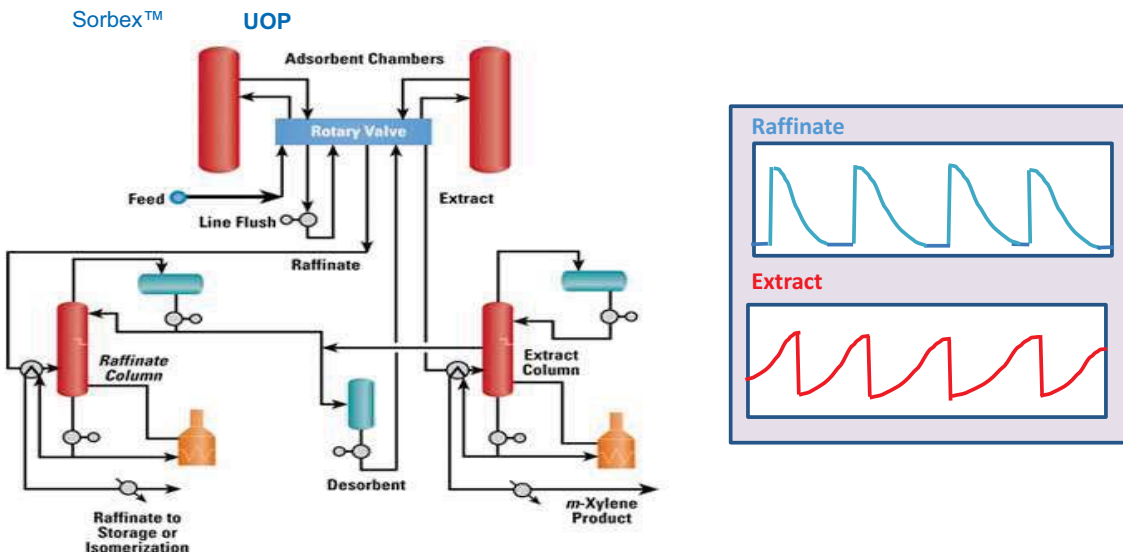 Sorbex™
UOP
Adsorbent Chambers
Rotary Valve
Feed
Line Flush
Extract
Raffinate
Raffinate
Column
Extract
Column
Desorbent
m-Xylene
Product
Raffinate to
Storage or
Isomerization
Raffinate
Extract